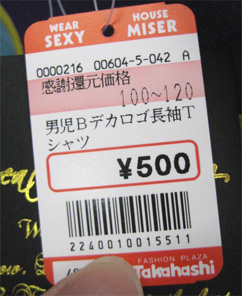 WEAR HOUSE
SEXY MISER
0000216 00604-5-042 A
感謝還元価格
100~120
男児Bデカロゴ長袖T
シャツ
¥500
2240010015511
FASHION PLAZA
Takahashi